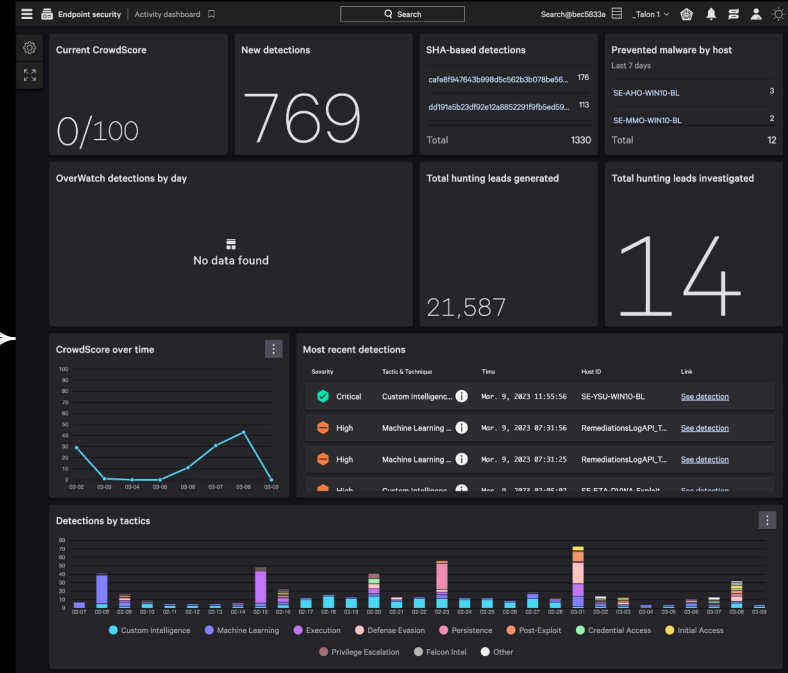 Endpoint security | Activity dashboard
Search
Search@bec5833a
_Talon 1
Current CrowdScore
0/100
New detections
769
SHA-based detections
cafe8f947643b998d5c562b3b078be56... 176
dd191a5b23df92e12a8852291f9fb5ed59... 113
Total 1330
Prevented malware by host
Last 7 days
SE-AHO-WIN10-BL 3
SE-MMO-WIN10-BL 2
Total 12
OverWatch detections by day
No data found
Total hunting leads generated
21,587
Total hunting leads investigated
14
CrowdScore over time
100
90
80
70
60
50
40
30
20
10
0
03-02 03-03 03-04 03-05 03-06 03-07 03-08 03-09
Most recent detections
Severity Tactic & Technique Time Host ID Link
Critical Custom Intelligenc... Mar. 9, 2023 11:55:56 SE-YSU-WIN10-BL See detection
High Machine Learning ... Mar. 9, 2023 07:31:56 RemediationsLogAPI_T... See detection
High Machine Learning ... Mar. 9, 2023 07:31:25 RemediationsLogAPI_T... See detection
Detections by tactics
80
70
60
50
40
30
20
10
0
02-07 02-08 02-09 02-10 02-11 02-12 02-13 02-14 02-15 02-16 02-17 02-18 02-19 02-20 02-21 02-22 02-23 02-24 02-25 02-26 02-27 02-28 03-01 03-02 03-03 03-04 03-05 03-06 03-07 03-08 03-09
Custom Intelligence Machine Learning Execution Defense Evasion Persistence Post-Exploit Credential Access Initial Access
Privilege Escalation Falcon Intel Other